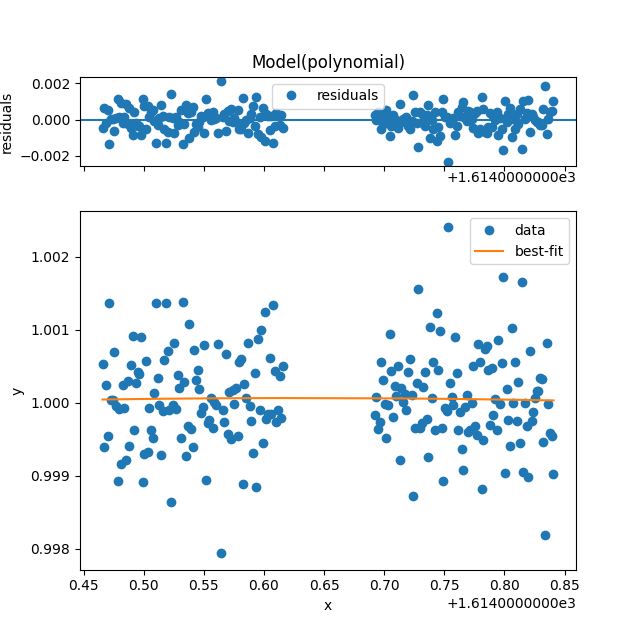 Model(polynomial)
residuals
0.002
0.000
−0.002
residuals
+1.6140000000e3
y
1.002
1.001
1.000
0.999
0.998
data
best-fit
0.45 0.50 0.55 0.60 0.65 0.70 0.75 0.80 0.85
x
+1.6140000000e3